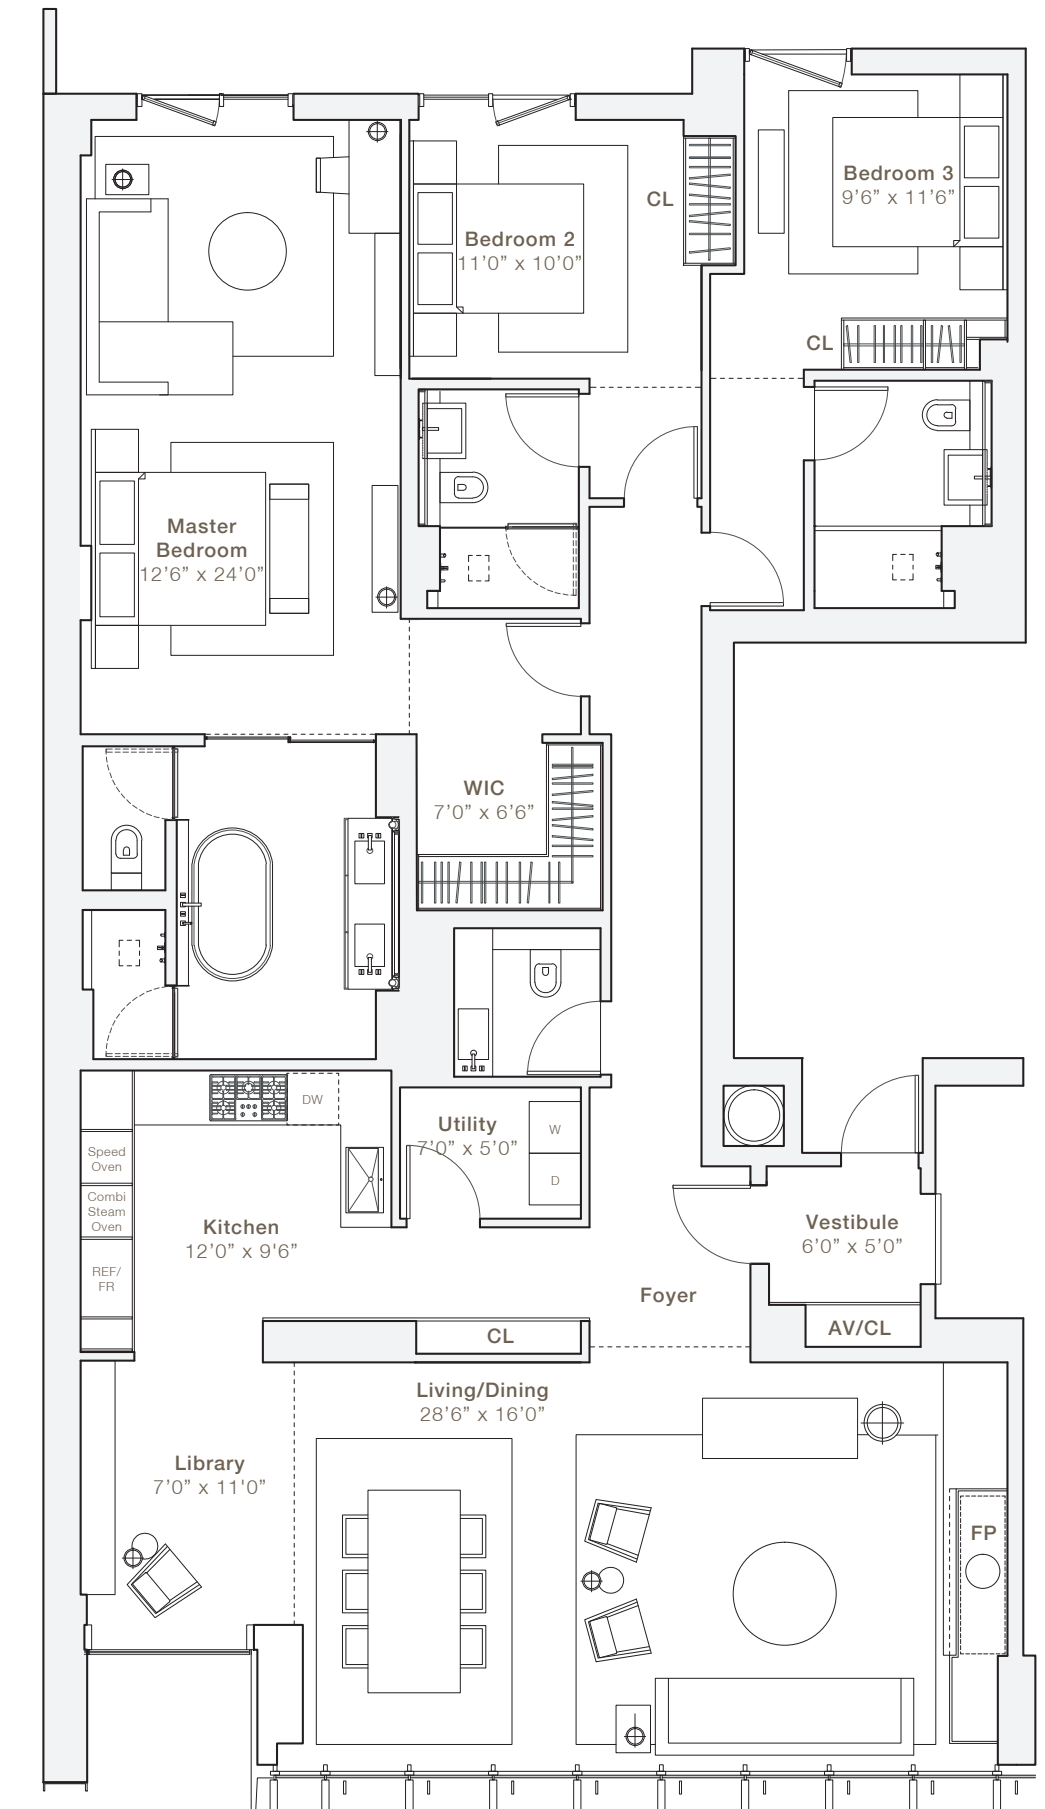 Bedroom 3
9’6” x 11’6”
CL
Bedroom 2
11’0” x 10’0”
CL
Master
Bedroom
12’6” x 24’0”
WIC
7’0” x 6’6”
DW
Utility
7’0” x 5’0”
W
D
Speed
Oven
Combi
Steam
Oven
REF/
FR
Kitchen
12’0” x 9'6”
Vestibule
6’0” x 5’0”
Foyer
CL
AV/CL
Living/Dining
28’6” x 16’0”
Library
7’0” x 11'0”
FP